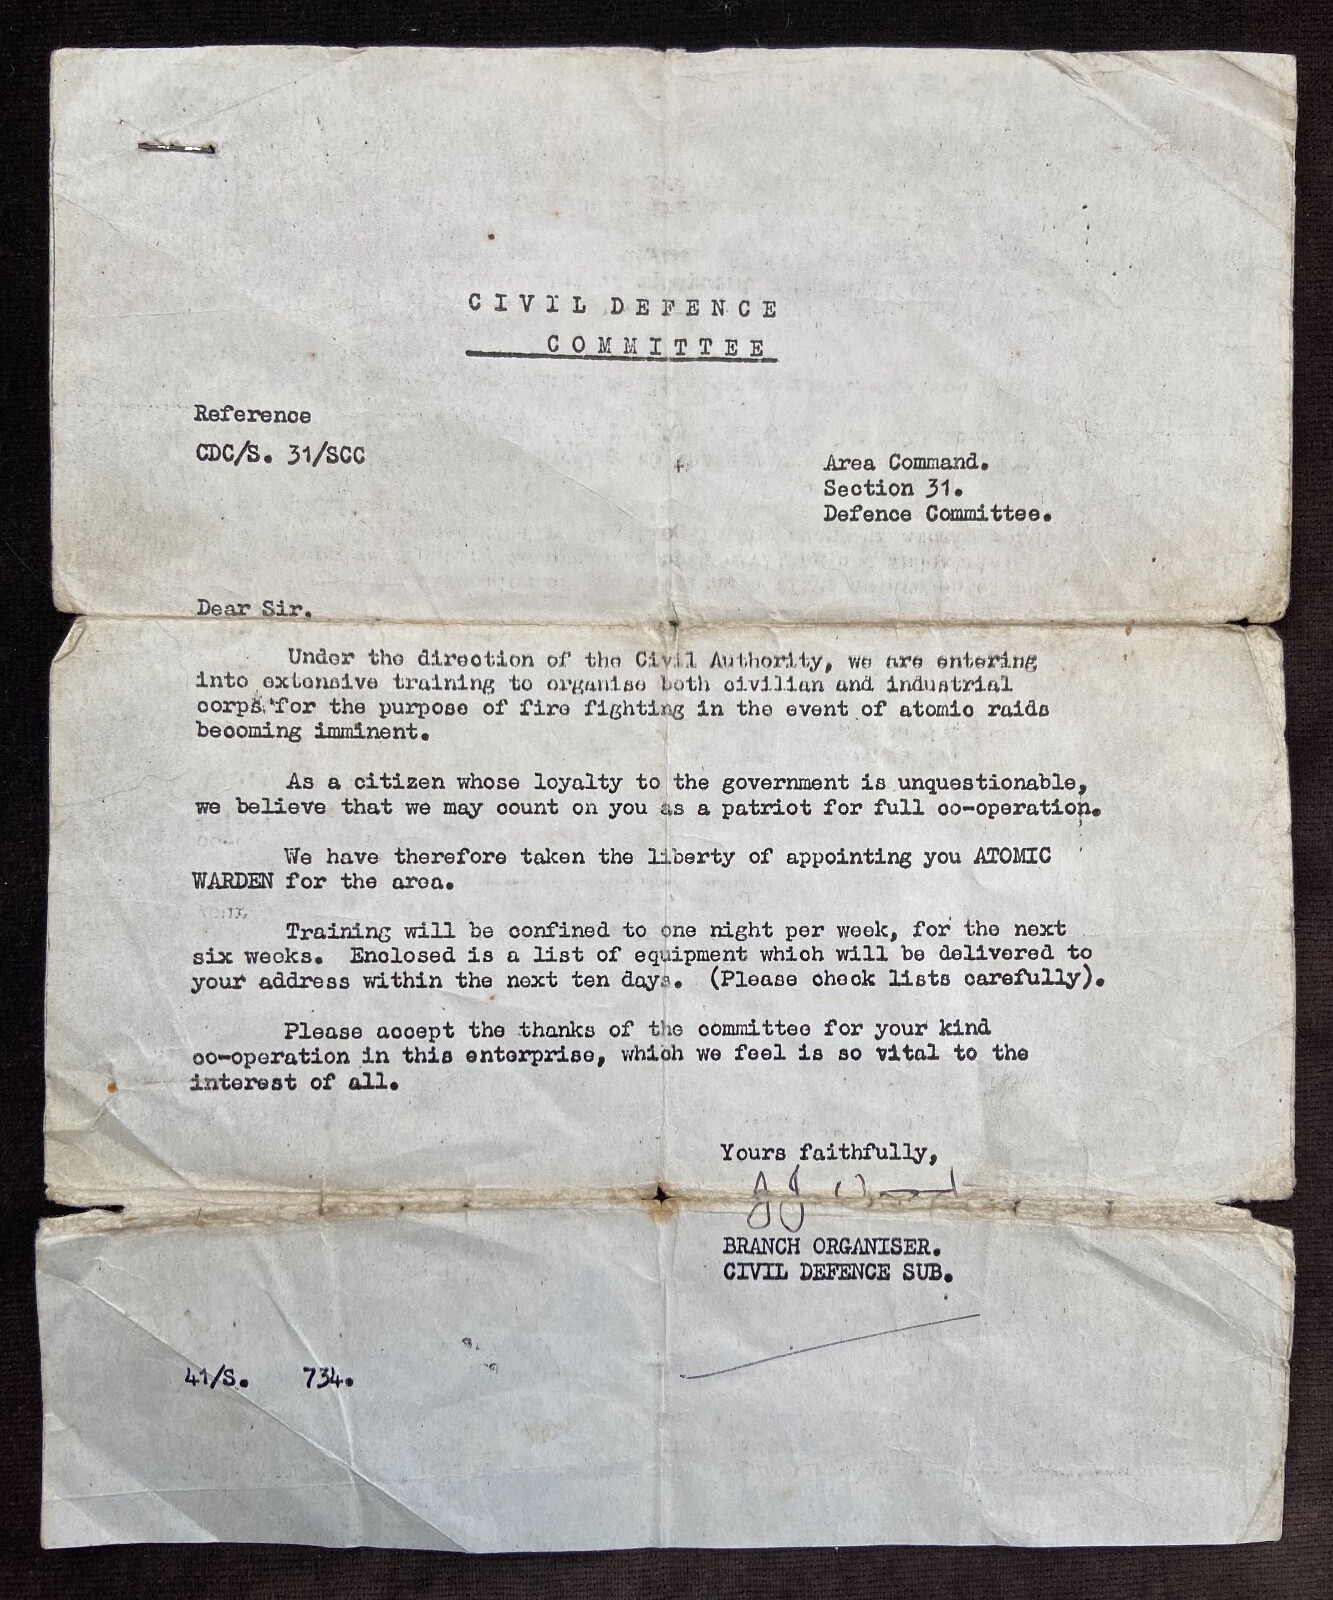 CIVIL DEFENCE
COMMITTEE
Reference
CDC/S. 31/SCC
Area Command.
Section 31.
Defence Committee.
Dear Sir.
Under the direction of the Civil Authority, we are entering
into extensive training to organise both civilian and industrial
corps for the purpose of fire fighting in the event of atomic raids
becoming imminent.
As a citizen whose loyalty to the government is unquestionable,
we believe that we may count on you as a patriot for full co-operation.
We have therefore taken the liberty of appointing you ATOMIC
WARDEN for the area.
Training will be confined to one night per week, for the next
six weeks. Enclosed is a list of equipment which will be delivered to
your address within the next ten days. (Please check lists carefully).
Please accept the thanks of the committee for your kind
co-operation in this enterprise, which we feel is so vital to the
interest of all.
Yours faithfully,
BRANCH ORGANISER.
CIVIL DEFENCE SUB.
41/S. 734.